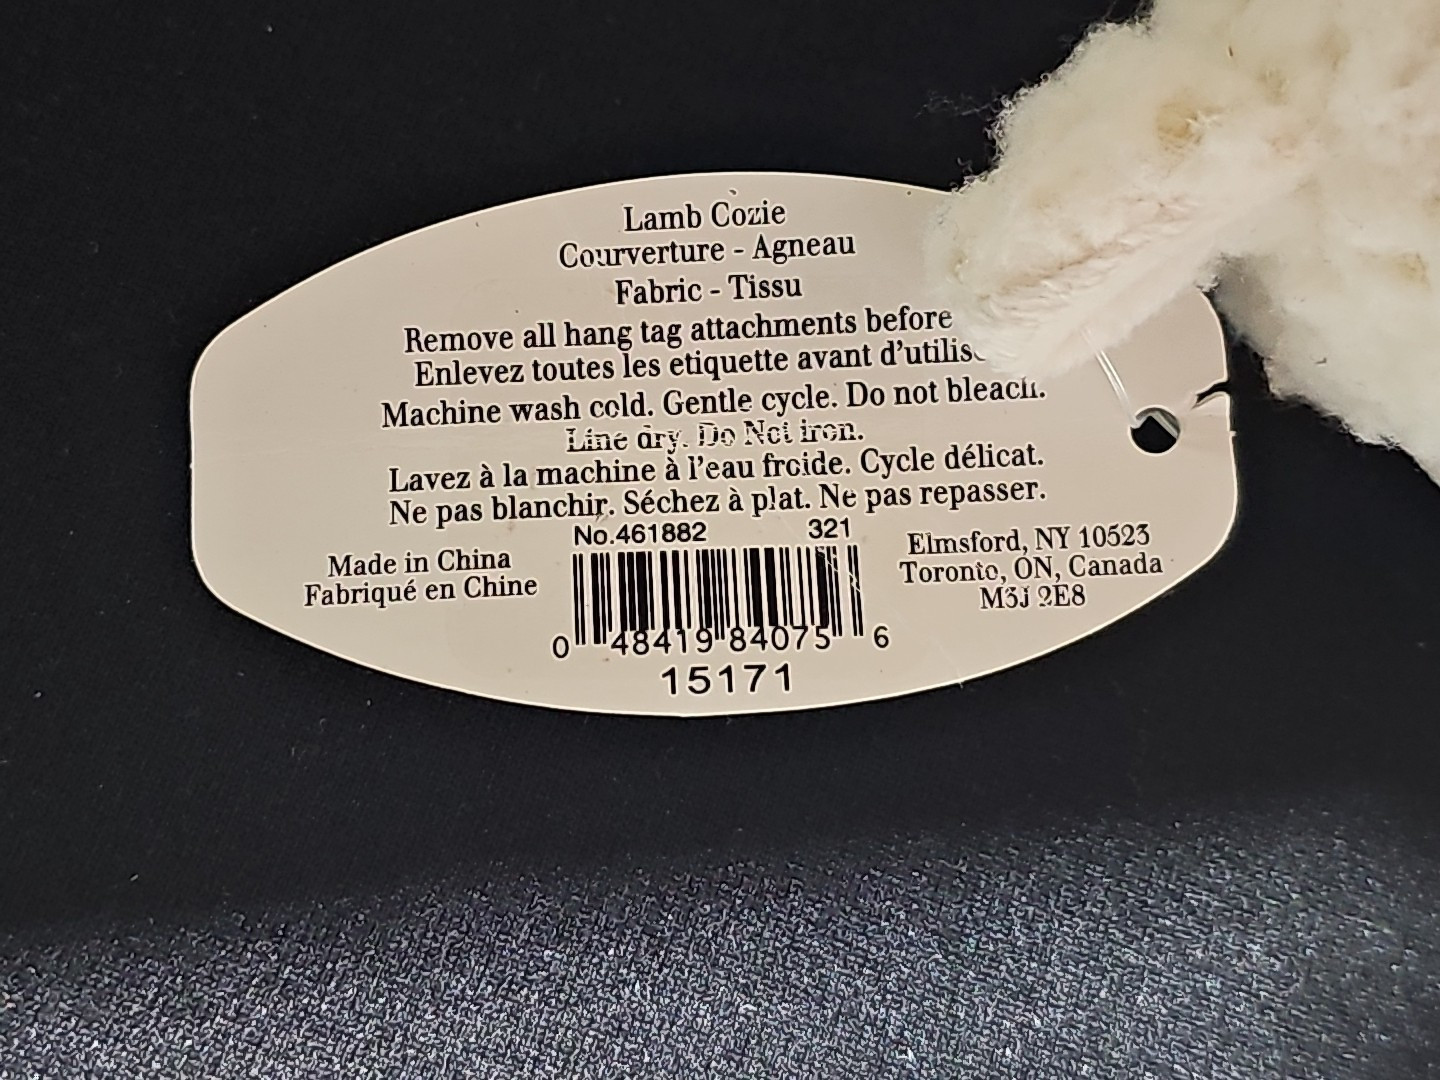 Lamb Cozie
Courverture - Agneau
Fabric - Tissu
Remove all hang tag attachments before
Enlevez toutes les etiquette avant
Machine wash cold. Gentle cycle. Do not bleach.
Line dry. Do Not iron.
Lavez à la machine à l'eau froide. Cycle délicat.
Ne pas blanchir. Séchez à plat. Ne pas repasser.
No.461882 321
Made in China
Fabriqué en Chine
Elmsford, NY 10523
Toronto, ON, Canada
M3J 2E8
0 48419 84075 6
15171